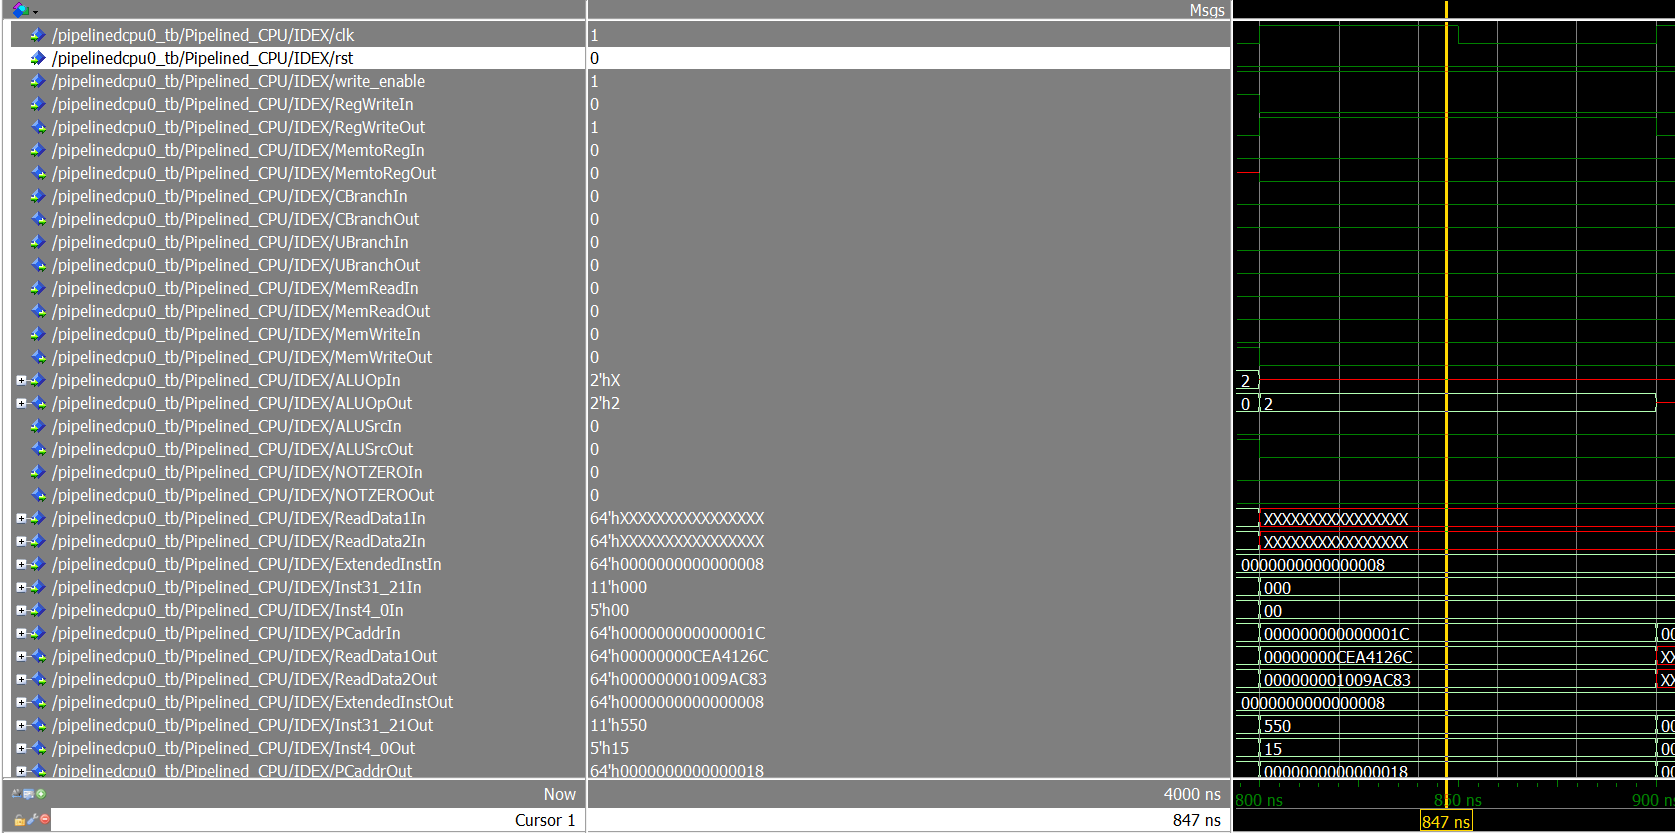 Msgs
/pipelinedcpu0_tb/Pipelined_CPU/IDEX/clk 1
/pipelinedcpu0_tb/Pipelined_CPU/IDEX/rst 0
/pipelinedcpu0_tb/Pipelined_CPU/IDEX/write_enable 1
/pipelinedcpu0_tb/Pipelined_CPU/IDEX/RegWriteIn 0
/pipelinedcpu0_tb/Pipelined_CPU/IDEX/RegWriteOut 1
/pipelinedcpu0_tb/Pipelined_CPU/IDEX/MemtoRegIn 0
/pipelinedcpu0_tb/Pipelined_CPU/IDEX/MemtoRegOut 0
/pipelinedcpu0_tb/Pipelined_CPU/IDEX/CBranchIn 0
/pipelinedcpu0_tb/Pipelined_CPU/IDEX/CBranchOut 0
/pipelinedcpu0_tb/Pipelined_CPU/IDEX/UBranchIn 0
/pipelinedcpu0_tb/Pipelined_CPU/IDEX/UBranchOut 0
/pipelinedcpu0_tb/Pipelined_CPU/IDEX/MemReadIn 0
/pipelinedcpu0_tb/Pipelined_CPU/IDEX/MemReadOut 0
/pipelinedcpu0_tb/Pipelined_CPU/IDEX/MemWriteIn 0
/pipelinedcpu0_tb/Pipelined_CPU/IDEX/MemWriteOut 0
/pipelinedcpu0_tb/Pipelined_CPU/IDEX/ALUOpIn 2'hX 2
/pipelinedcpu0_tb/Pipelined_CPU/IDEX/ALUOpOut 2'h2 0 2
/pipelinedcpu0_tb/Pipelined_CPU/IDEX/ALUSrcIn 0
/pipelinedcpu0_tb/Pipelined_CPU/IDEX/ALUSrcOut 0
/pipelinedcpu0_tb/Pipelined_CPU/IDEX/NOTZEROIn 0
/pipelinedcpu0_tb/Pipelined_CPU/IDEX/NOTZEROOut 0
/pipelinedcpu0_tb/Pipelined_CPU/IDEX/ReadData1In 64'hXXXXXXXXXXXXXXXX XXXXXXXXXXXXXXXX
/pipelinedcpu0_tb/Pipelined_CPU/IDEX/ReadData2In 64'hXXXXXXXXXXXXXXXX XXXXXXXXXXXXXXXX
/pipelinedcpu0_tb/Pipelined_CPU/IDEX/ExtendedInstIn 64'h0000000000000008 0000000000000008
/pipelinedcpu0_tb/Pipelined_CPU/IDEX/Inst31_21In 11'h000 000
/pipelinedcpu0_tb/Pipelined_CPU/IDEX/Inst4_0In 5'h00 00
/pipelinedcpu0_tb/Pipelined_CPU/IDEX/PCaddrIn 64'h000000000000001C 000000000000001C 00
/pipelinedcpu0_tb/Pipelined_CPU/IDEX/ReadData1Out 64'h00000000CEA4126C 00000000CEA4126C XX
/pipelinedcpu0_tb/Pipelined_CPU/IDEX/ReadData2Out 64'h000000001009AC83 000000001009AC83 XX
/pipelinedcpu0_tb/Pipelined_CPU/IDEX/ExtendedInstOut 64'h0000000000000008 0000000000000008
/pipelinedcpu0_tb/Pipelined_CPU/IDEX/Inst31_21Out 11'h550 550 00
/pipelinedcpu0_tb/Pipelined_CPU/IDEX/Inst4_0Out 5'h15 15 00
/pipelinedcpu0_tb/Pipelined_CPU/IDEX/PCaddrOut 64'h0000000000000018 0000000000000018 00
Now 4000 ns 800 ns 850 ns 900 ns
Cursor 1 847 ns 847 ns